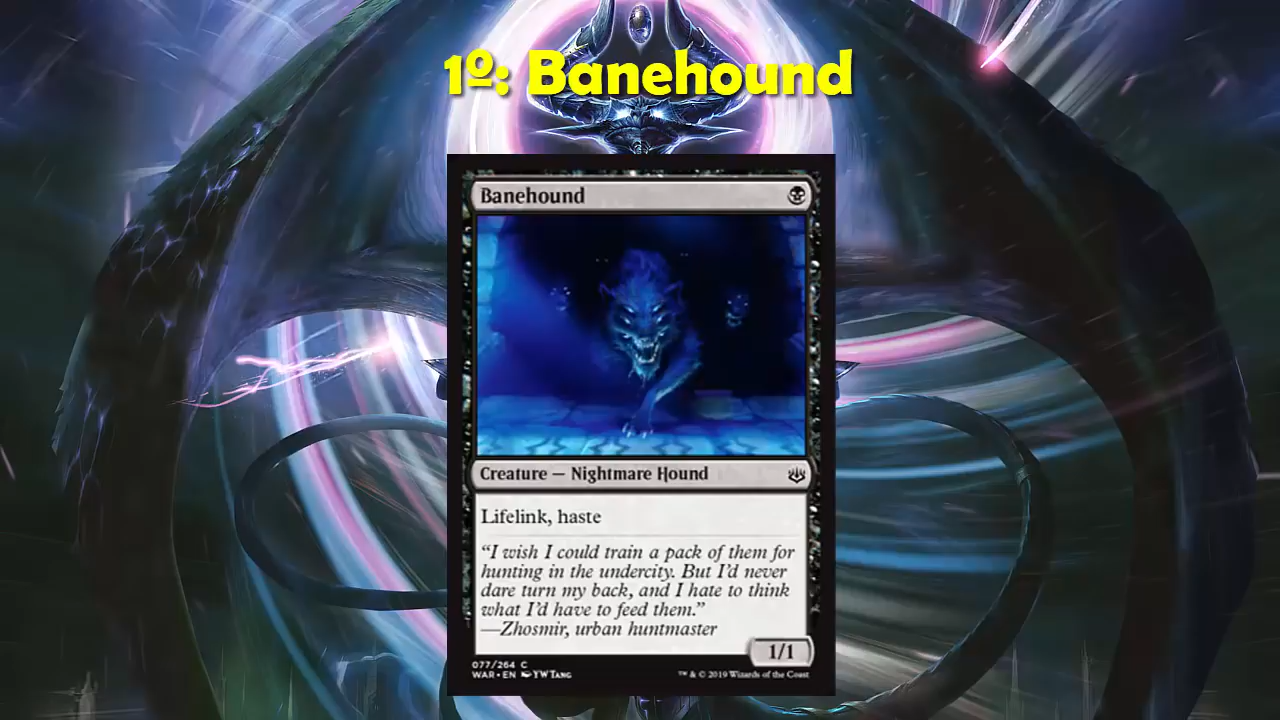 1º: Banehound
Banehound
Creature — Nightmare Hound
Lifelink, haste
“I wish I could train a pack of them for
hunting in the undercity. But I’d never
dare turn my back, and I hate to think
what I’d have to feed them.”
—Zhosmir, urban huntmaster
1/1
077/264 C
WAR • EN YW Tang
™ & © 2019 Wizards of the Coast